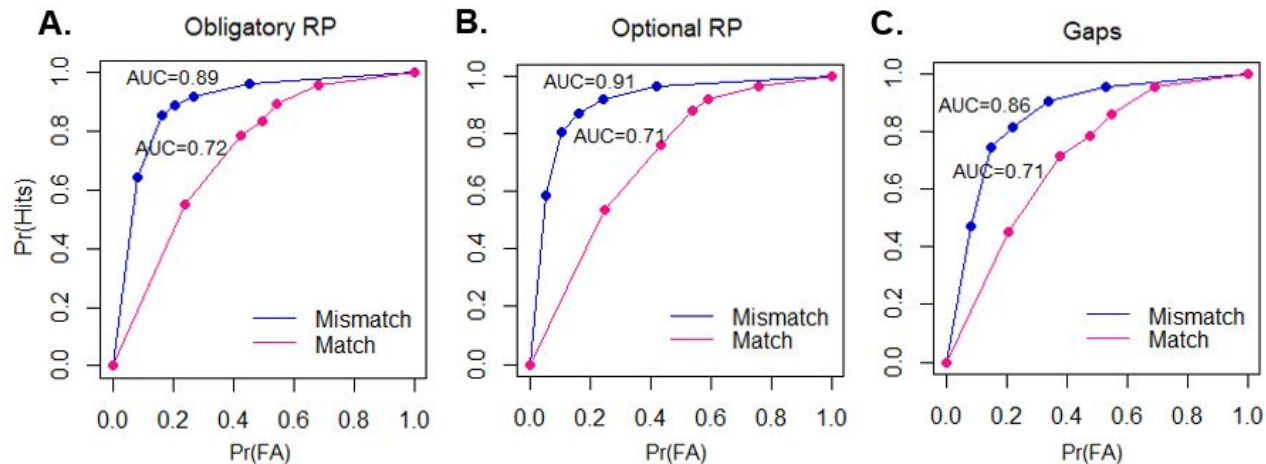 A.
Obligatory RP
Pr(Hits)
1.0
0.8
0.6
0.4
0.2
0.0
AUC=0.89
AUC=0.72
Mismatch
Match
0.0 0.2 0.4 0.6 0.8 1.0
Pr(FA)
B.
Optional RP
1.0
0.8
0.6
0.4
0.2
0.0
AUC=0.91
AUC=0.71
Mismatch
Match
0.0 0.2 0.4 0.6 0.8 1.0
Pr(FA)
C.
Gaps
1.0
0.8
0.6
0.4
0.2
0.0
AUC=0.86
AUC=0.71
Mismatch
Match
0.0 0.2 0.4 0.6 0.8 1.0
Pr(FA)